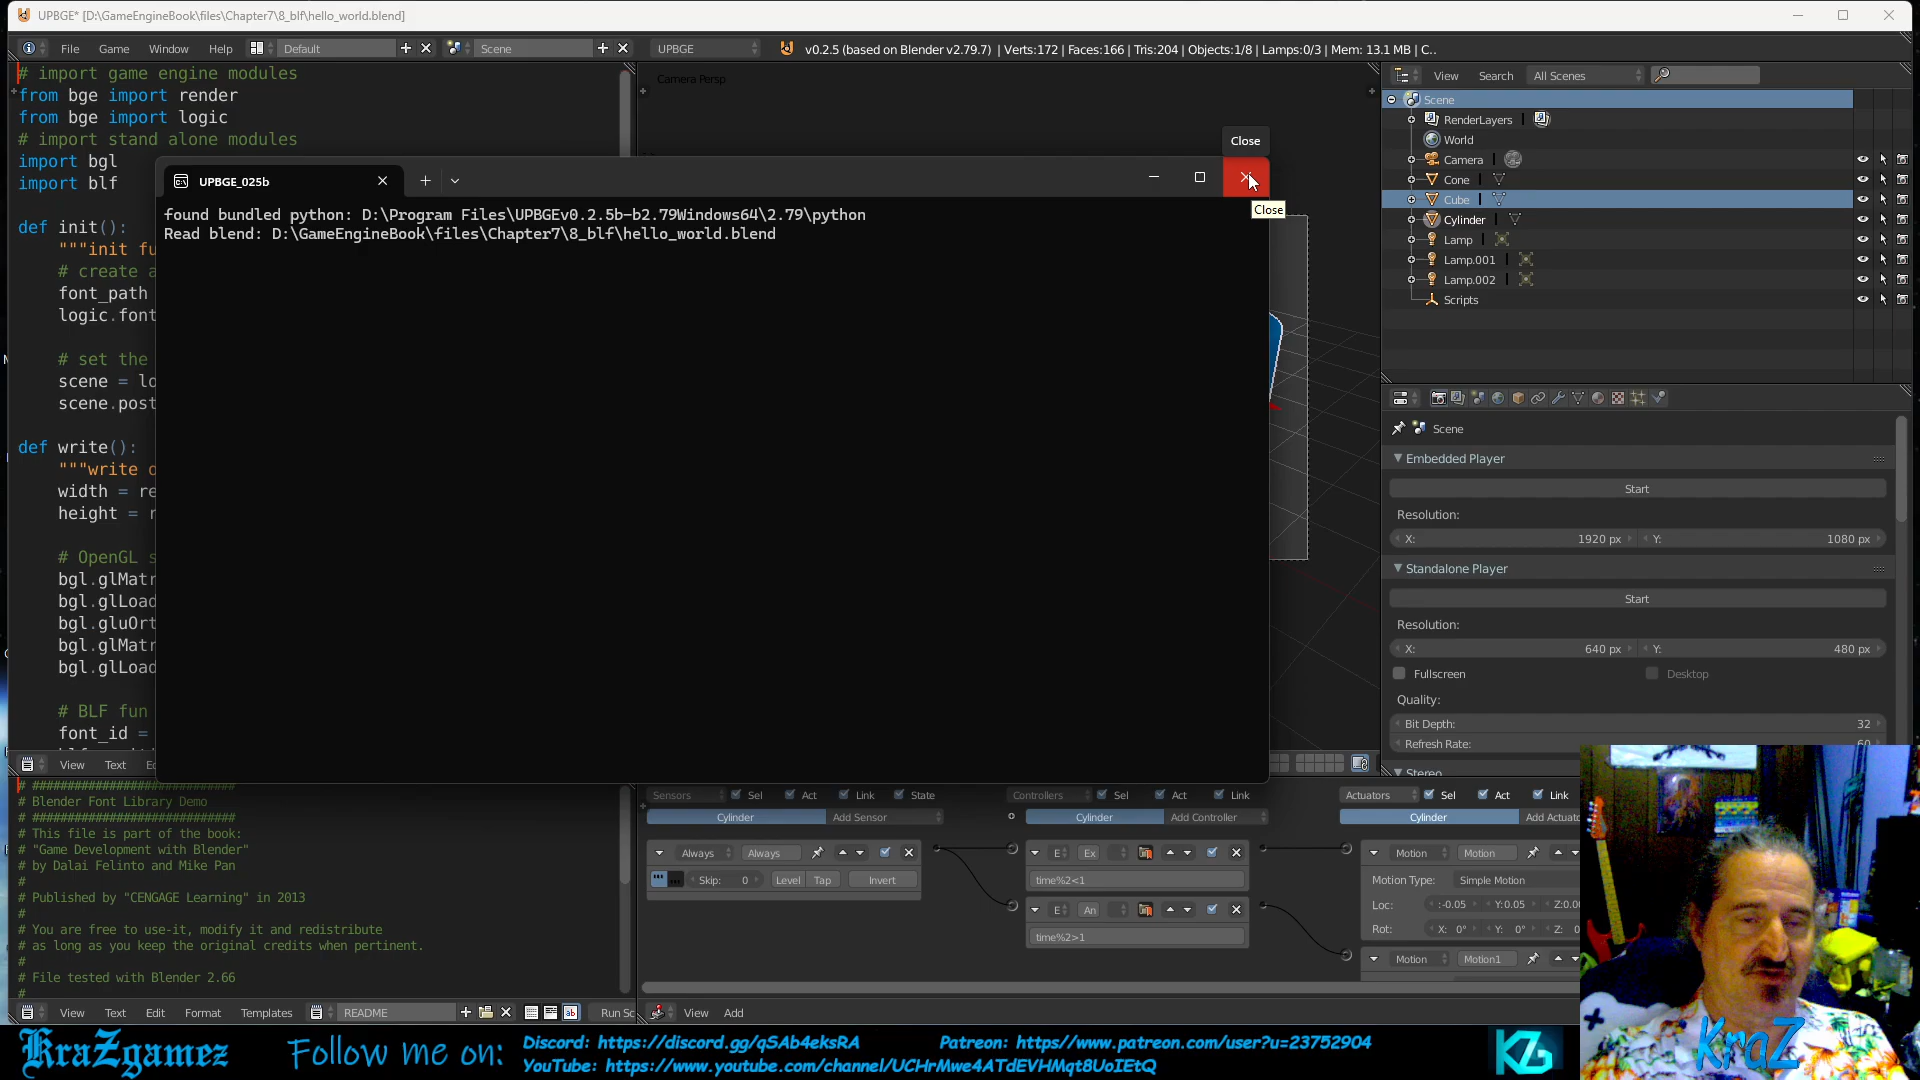 UPBGE* [D:\GameEngineBook\files\Chapter7\8_blf\hello_world.blend]
File Game Window Help Default Scene UPBGE v0.2.5 (based on Blender v2.79.7) | Verts:172 | Faces:166 | Tris:204 | Objects:1/8 | Lamps:0/3 | Mem: 13.1 MB | C..
# import game engine modules
from bge import render
from bge import logic
# import stand alone modules
import bgl
import blf
def init():
"""init fu
# create a
font_path
logic.font
# set the
scene = lo
scene.post
def write():
"""write o
width = re
height = r
# OpenGL s
bgl.glMatr
bgl.glLoad
bgl.gluOrt
bgl.glMatr
bgl.glLoad
# BLF fun
font_id =
View Text Ed
Camera Persp
Close
UPBGE_025b
Close
found bundled python: D:\Program Files\UPBGEv0.2.5b-b2.79Windows64\2.79\python
Read blend: D:\GameEngineBook\files\Chapter7\8_blf\hello_world.blend
View Search All Scenes
Scene
RenderLayers
World
Camera
Cone
Cube
Cylinder
Lamp
Lamp.001
Lamp.002
Scripts
Scene
Embedded Player
Start
Resolution:
X: 1920 px Y: 1080 px
Standalone Player
Start
Resolution:
X: 640 px Y: 480 px
Fullscreen Desktop
Quality:
Bit Depth: 32
Refresh Rate: 60
Stereo
# ############################
# Blender Font Library Demo
# ############################
# This file is part of the book:
# "Game Development with Blender"
# by Dalai Felinto and Mike Pan
#
# Published by "CENGAGE Learning" in 2013
#
# You are free to use-it, modify it and redistribute
# as long as you keep the original credits when pertinent.
#
# File tested with Blender 2.66
#
View Text Edit Format Templates README Run Sc
Sensors Sel Act Link State
Cylinder Add Sensor
Always Always
Skip: 0 Level Tap Invert
Controllers Sel Act Link
Cylinder Add Controller
E Ex
time%2<1
E An
time%2>1
Actuators Sel Act Link
Cylinder Add Actuato
Motion Motion
Motion Type: Simple Motion
Loc: :-0.05 Y:0.05 Z:0.00
Rot: X: 0° Y: 0° Z: 0
Motion Motion1
View Add
KraZgamez
Follow me on:
Discord: https://discord.gg/qSAb4eksRA
Patreon: https://www.patreon.com/user?u=23752904
YouTube: https://www.youtube.com/channel/UCHrMwe4ATdEVHMqt8UoIEtQ
KG
KraZ